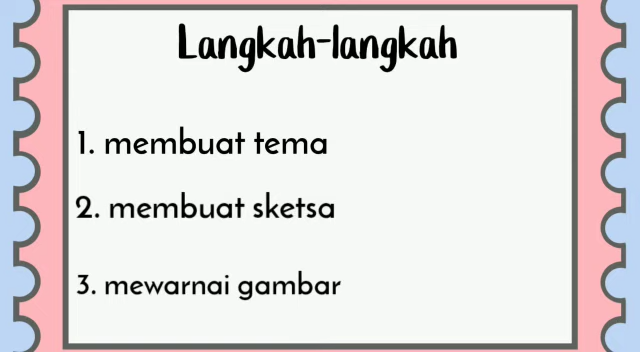 Langkah-langkah
1. membuat tema
2. membuat sketsa
3. mewarnai gambar